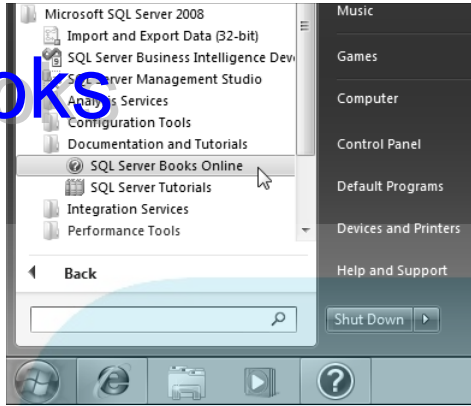 Microsoft SQL Server 2008
Import and Export Data (32-bit)
SQL Server Business Intelligence Dev
SQL Server Management Studio
Analysis Services
Configuration Tools
Documentation and Tutorials
SQL Server Books Online
SQL Server Tutorials
Integration Services
Performance Tools
Back
oks
Music
Games
Computer
Control Panel
Default Programs
Devices and Printers
Help and Support
Shut Down